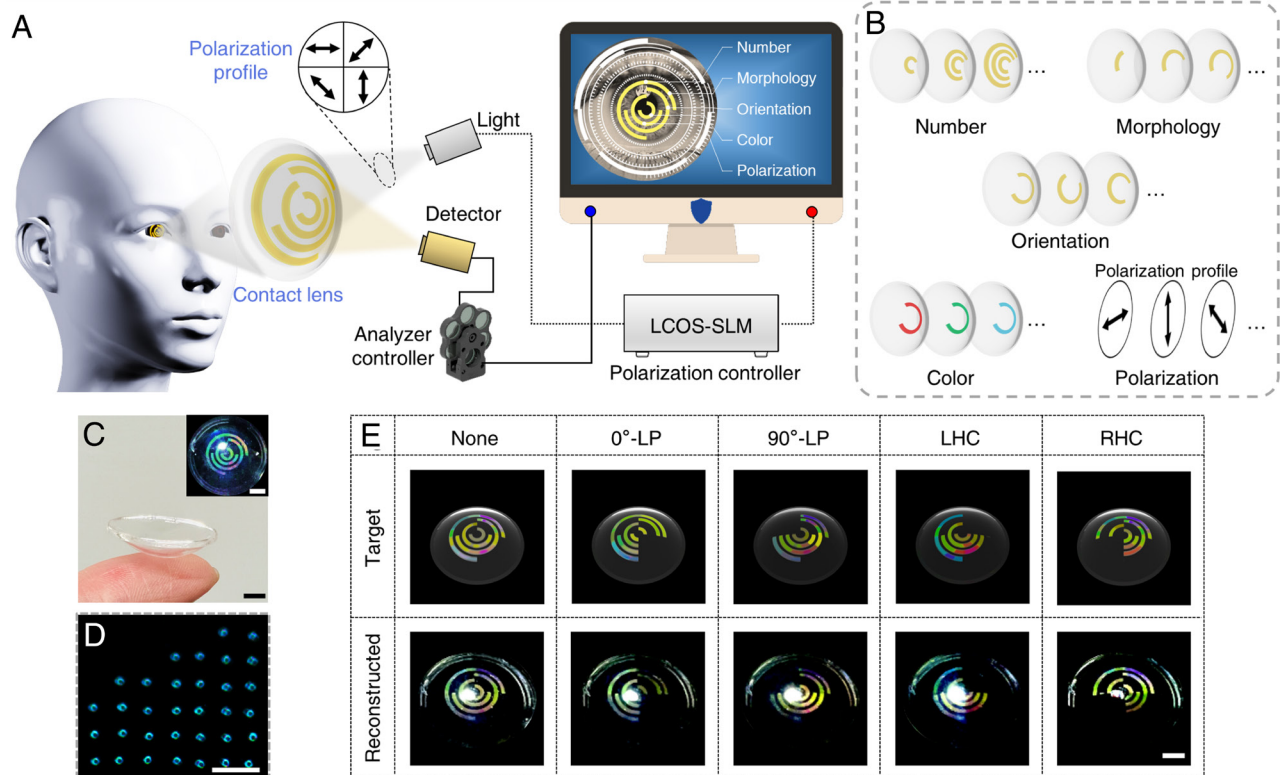 A
Polarization
profile
Light
Detector
Contact lens
Analyzer
controller
Number
Morphology
Orientation
Color
Polarization
LCOS-SLM
Polarization controller
B
Number
Morphology
Orientation
Polarization profile
Color
Polarization
... 
...
...
...
...
C
D
E
None
0°-LP
90°-LP
LHC
RHC
Target
Reconstructed